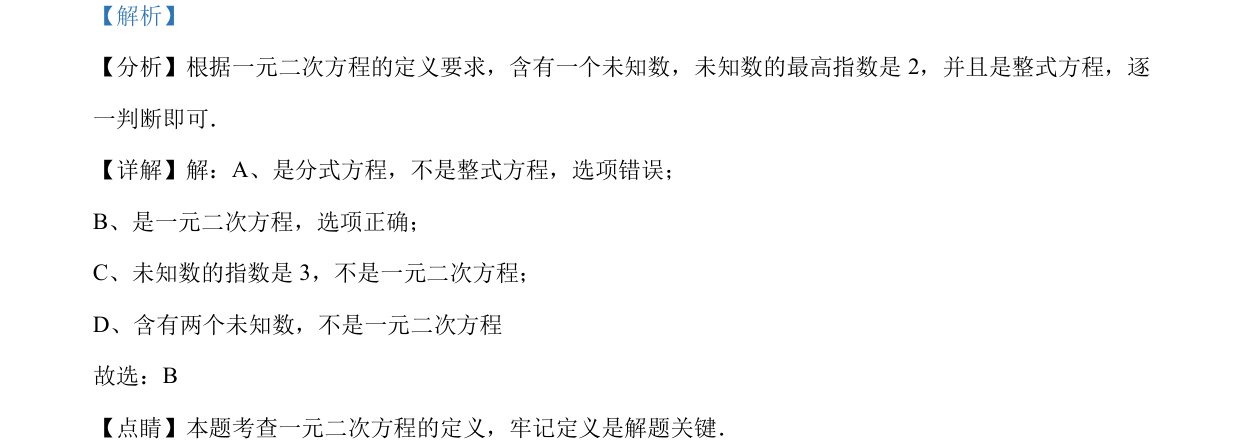 【解析】
【分析】根据一元二次方程的定义要求，含有一个未知数，未知数的最高指数是 2，并且是整式方程，逐
一判断即可．
【详解】解：A、是分式方程，不是整式方程，选项错误；
B、是一元二次方程，选项正确；
C、未知数的指数是 3，不是一元二次方程；
D、含有两个未知数，不是一元二次方程
故选：B
【点睛】本题考查一元二次方程的定义，牢记定义是解题关键．